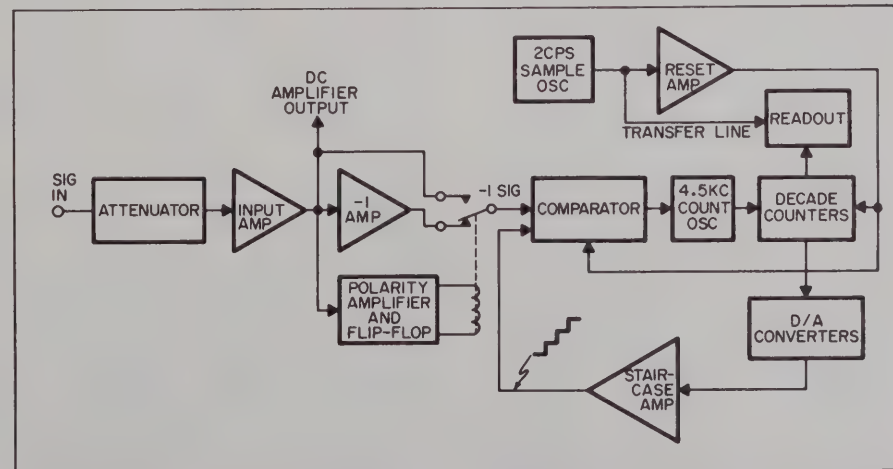 2CPS
SAMPLE
OSC
RESET
AMP
DC
AMPLIFIER
OUTPUT
READOUT
TRANSFER LINE
SIG
IN
ATTENUATOR
INPUT
AMP
-1
AMP
-1 SIG
COMPARATOR
4.5KC
COUNT
OSC
DECADE
COUNTERS
POLARITY
AMPLIFIER
AND
FLIP-FLOP
D/A
CONVERTERS
STAIR-
CASE
AMP